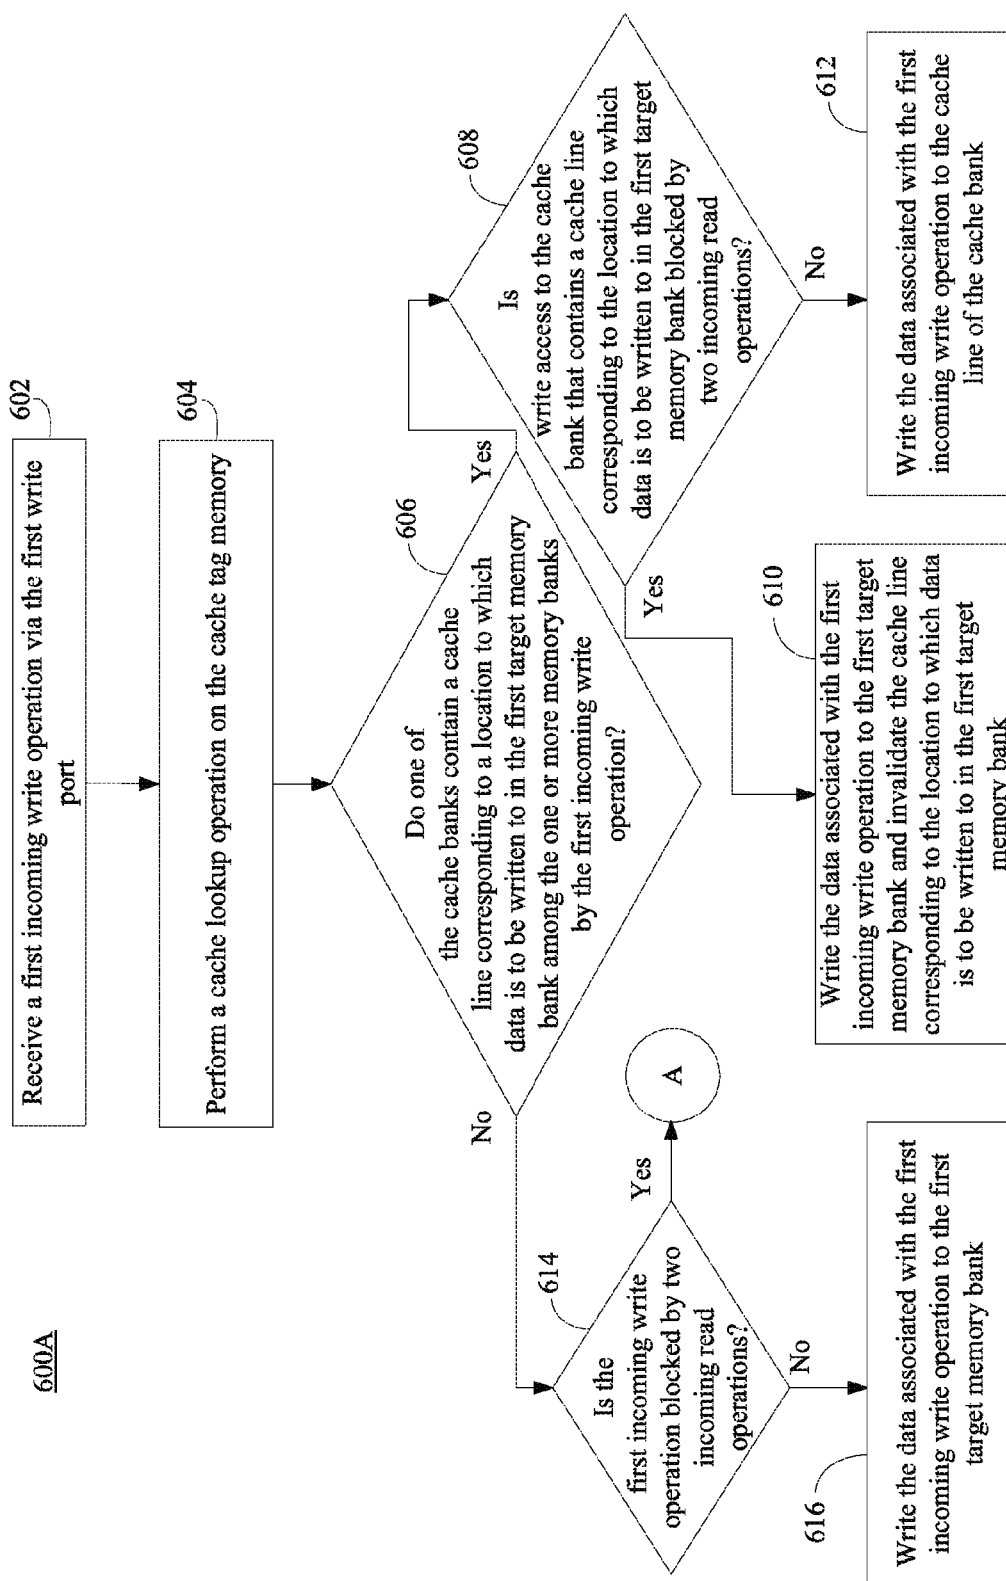 600A
602
Receive a first incoming write operation via the first write
port
604
Perform a cache lookup operation on the cache tag memory
606
Do one of
the cache banks contain a cache
line corresponding to a location to which
data is to be written to in the first target memory
bank among the one or more memory banks
by the first incoming write
operation?
Yes
No
608
Is
write access to the cache
bank that contains a cache line
corresponding to the location to which
data is to be written to in the first target
memory bank blocked by
two incoming read
operations?
Yes
No
610
Write the data associated with the first
incoming write operation to the first target
memory bank and invalidate the cache line
corresponding to the location to which data
is to be written to in the first target
memory bank
612
Write the data associated with the first
incoming write operation to the cache
line of the cache bank
614
Is the
first incoming write
operation blocked by two
incoming read
operations?
Yes
A
No
616
Write the data associated with the first
incoming write operation to the first
target memory bank